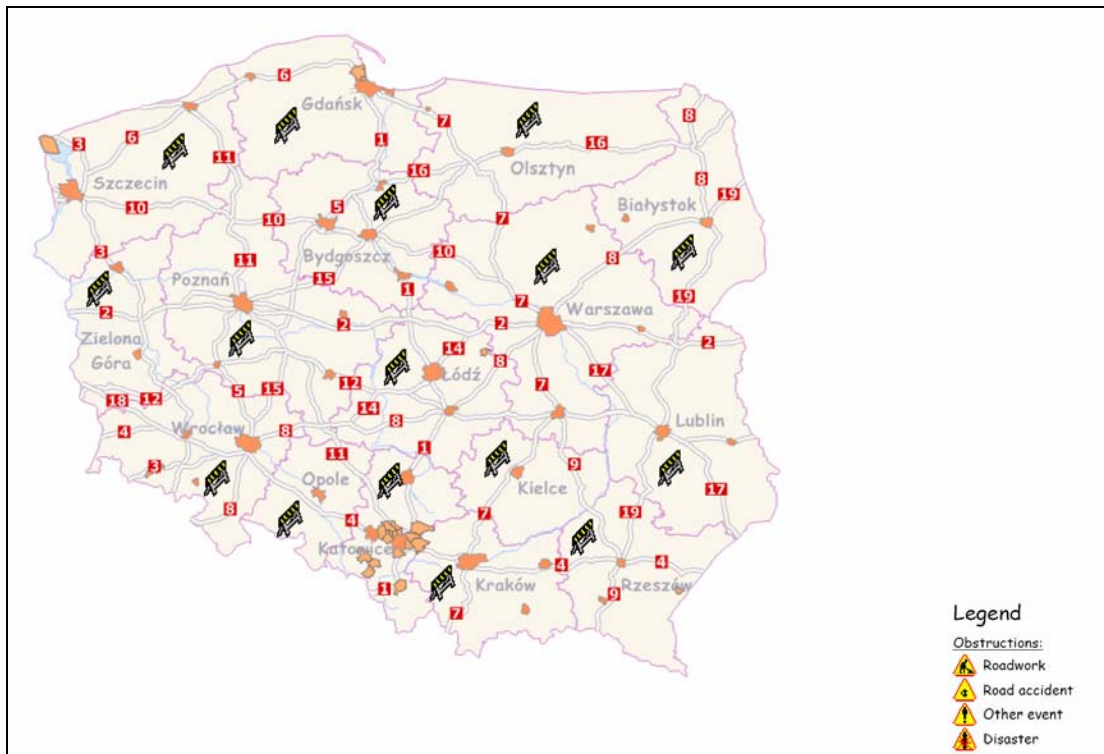 6
Gdańsk
7
8
3
6
1
16
11
16
Olsztyn
8
19
Szczecin
10
5
10
Białystok
7
Bydgoszcz
10
8
3
11
15
Poznań
1
19
2
7
Warszawa
2
2
2
Zielona
Góra
14
8
Łódź
12
7
17
18
12
5
15
14
4
Wrocław
8
8
Lublin
3
11
1
9
Opole
Kielce
17
8
4
7
19
Katowice
4
4
1
Kraków
Rzeszów
9
7
Legend
Obstructions:
Roadwork
Road accident
Other event
Disaster